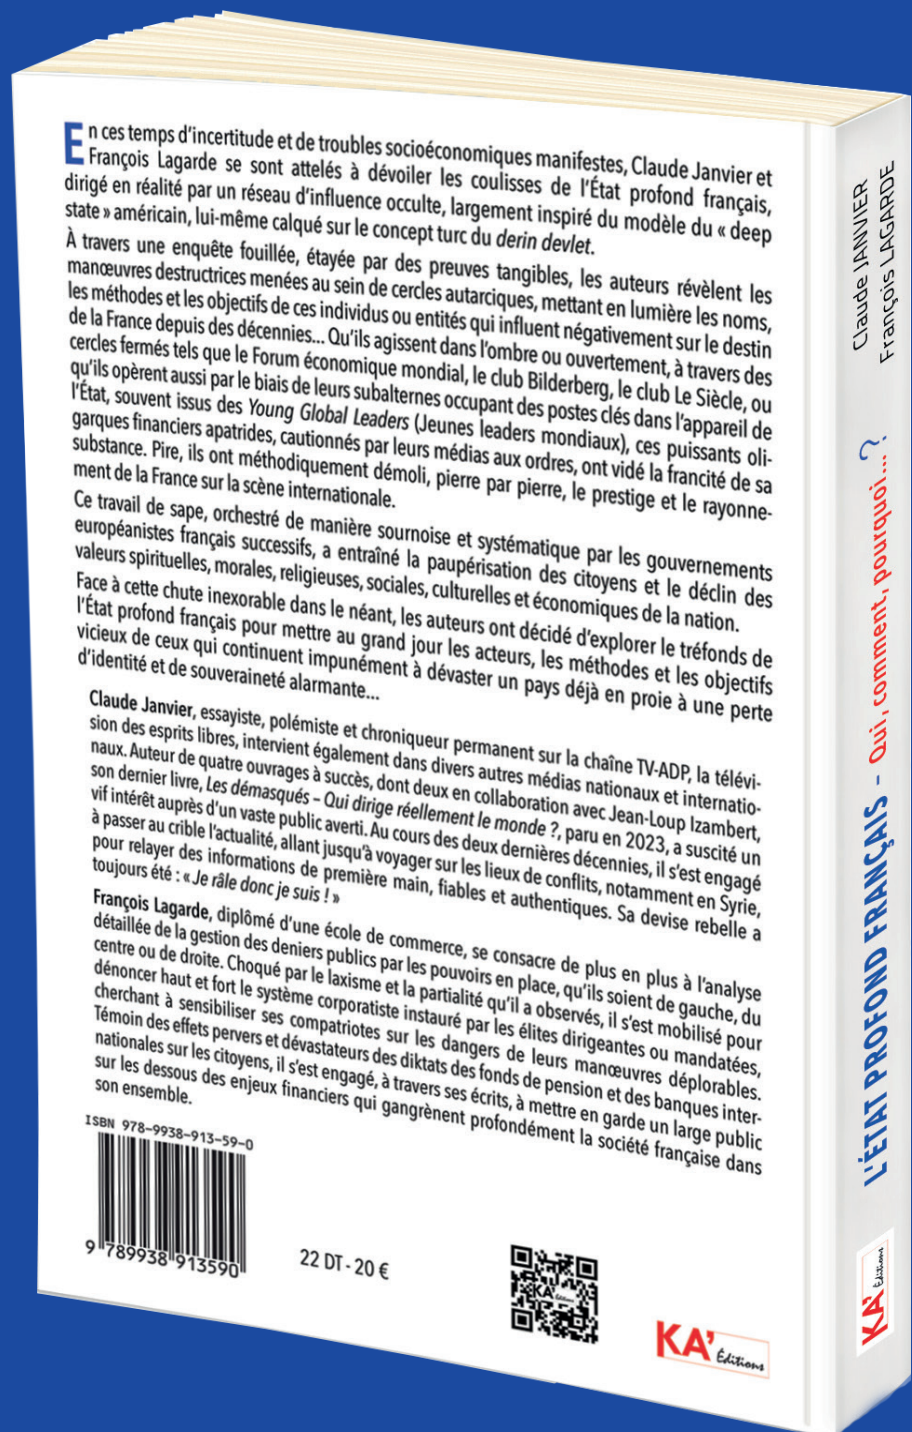 En ces temps d'incertitude et de troubles socioéconomiques manifestes, Claude Janvier et
François Lagarde se sont attelés à dévoiler les coulisses de l'État profond français,
dirigé en réalité par un réseau d'influence occulte, largement inspiré du modèle du « deep
state » américain, lui-même calqué sur le concept turc du derin devlet.
À travers une enquête fouillée, étayée par des preuves tangibles, les auteurs révèlent les
manœuvres destructrices menées au sein de cercles autarciques, mettant en lumière les noms,
les méthodes et les objectifs de ces individus ou entités qui influent négativement sur le destin
de la France depuis des décennies... Qu'ils agissent dans l'ombre ou ouvertement, à travers des
cercles fermés tels que le Forum économique mondial, le club Bilderberg, le club Le Siècle, ou
qu'ils opèrent aussi par le biais de leurs subalternes occupant des postes clés dans l'appareil de
l'État, souvent issus des Young Global Leaders (Jeunes leaders mondiaux), ces puissants oli-
garques financiers apatrides, cautionnés par leurs médias aux ordres, ont vidé la francité de sa
substance. Pire, ils ont méthodiquement démoli, pierre par pierre, le prestige et le rayonne-
ment de la France sur la scène internationale.
Ce travail de sape, orchestré de manière sournoise et systématique par les gouvernements
européanistes français successifs, a entraîné la paupérisation des citoyens et le déclin des
valeurs spirituelles, morales, religieuses, sociales, culturelles et économiques de la nation.
Face à cette chute inexorable dans le néant, les auteurs ont décidé d'explorer le tréfonds de
l'État profond français pour mettre au grand jour les acteurs, les méthodes et les objectifs
vicieux de ceux qui continuent impunément à dévaster un pays déjà en proie à une perte
d'identité et de souveraineté alarmante...
Claude Janvier, essayiste, polémiste et chroniqueur permanent sur la chaîne TV-ADP, la télévi-
sion des esprits libres, intervient également dans divers autres médias nationaux et internatio-
naux. Auteur de quatre ouvrages à succès, dont deux en collaboration avec Jean-Loup Izambert,
son dernier livre, Les démasqués – Qui dirige réellement le monde ?, paru en 2023, a suscité un
vif intérêt auprès d'un vaste public averti. Au cours des deux dernières décennies, il s'est engagé
à passer au crible l'actualité, allant jusqu'à voyager sur les lieux de conflits, notamment en Syrie,
pour relayer des informations de première main, fiables et authentiques. Sa devise rebelle a
toujours été : « Je râle donc je suis ! »
François Lagarde, diplômé d'une école de commerce, se consacre de plus en plus à l'analyse
détaillée de la gestion des deniers publics par les pouvoirs en place, qu'ils soient de gauche, du
centre ou de droite. Choqué par le laxisme et la partialité qu'il a observés, il s'est mobilisé pour
dénoncer haut et fort le système corporatiste instauré par les élites dirigeantes ou mandatées,
cherchant à sensibiliser ses compatriotes sur les dangers de leurs manœuvres déplorables.
Témoin des effets pervers et dévastateurs des diktats des fonds de pension et des banques inter-
nationales sur les citoyens, il s'est engagé, à travers ses écrits, à mettre en garde un large public
sur les dessous des enjeux financiers qui gangrènent profondément la société française dans
son ensemble.
ISBN 978-9938-913-59-0
9 789938 913590
22 DT - 20 €
KA'
Éditions
KA' Éditions
Claude JANVIER
François LAGARDE
L'ÉTAT PROFOND FRANÇAIS - Qui, comment, pourquoi... ?
KA' Éditions